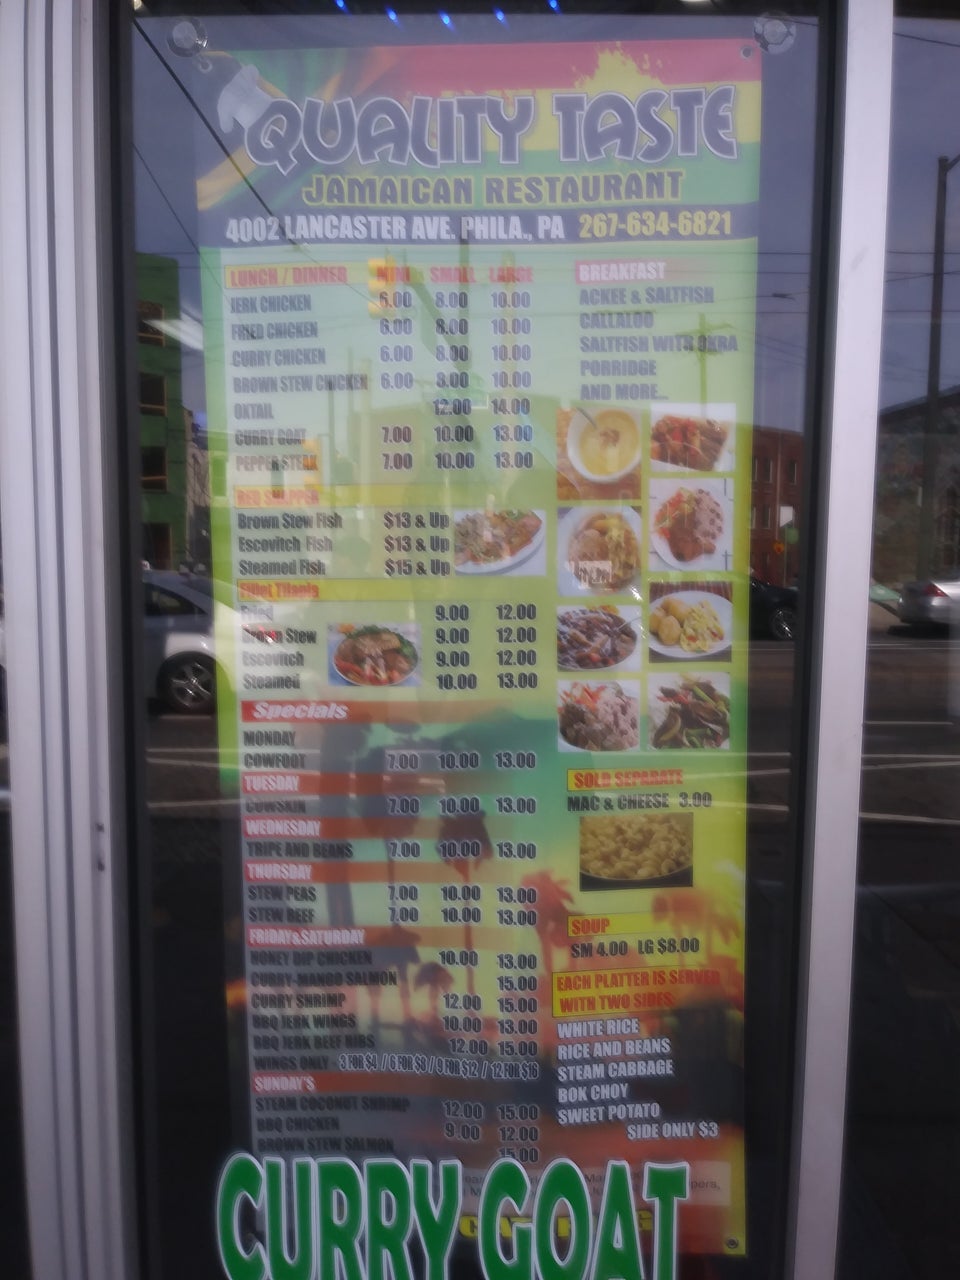 QUALITY TASTE
JAMAICAN RESTAURANT
4002 LANCASTER AVE. PHILA., PA 267-634-6821
LUNCH / DINNER MINI SMALL LARGE
JERK CHICKEN 6.00 8.00 10.00
FRIED CHICKEN 6.00 8.00 10.00
CURRY CHICKEN 6.00 8.00 10.00
BROWN STEW CHICKEN 6.00 8.00 10.00
OXTAIL 12.00 14.00
CURRY GOAT 7.00 10.00 13.00
PEPPER STEAK 7.00 10.00 13.00
RED SNAPPER
Brown Stew Fish $13 & Up
Escovitch Fish $13 & Up
Steamed Fish $15 & Up
Fillet Tilapia
Fried 9.00 12.00
Brown Stew 9.00 12.00
Escovitch 9.00 12.00
Steamed 10.00 13.00
Specials
MONDAY
COWFOOT 7.00 10.00 13.00
TUESDAY
COWSKIN 7.00 10.00 13.00
WEDNESDAY
TRIPE AND BEANS 7.00 10.00 13.00
THURSDAY
STEW PEAS 7.00 10.00 13.00
STEW BEEF 7.00 10.00 13.00
FRIDAY&SATURDAY
HONEY DIP CHICKEN 10.00 13.00
CURRY-MANGO SALMON 15.00
CURRY SHRIMP 12.00 15.00
BBQ JERK WINGS 10.00 13.00
BBQ JERK BEEF RIBS 12.00 15.00
WINGS ONLY - 3 FOR $4 / 6 FOR $8 / 9 FOR $12 / 12 FOR $16
SUNDAY'S
STEAM COCONUT SHRIMP 12.00 15.00
BBQ CHICKEN 9.00 12.00
BROWN STEW SALMON 15.00
BREAKFAST
ACKEE & SALTFISH
CALLALOO
SALTFISH WITH OKRA
PORRIDGE
AND MORE...
SOLD SEPARATE
MAC & CHEESE 3.00
SOUP
SM 4.00 LG $8.00
EACH PLATTER IS SERVED
WITH TWO SIDES:
WHITE RICE
RICE AND BEANS
STEAM CABBAGE
BOK CHOY
SWEET POTATO
SIDE ONLY $3
CURRY GOAT